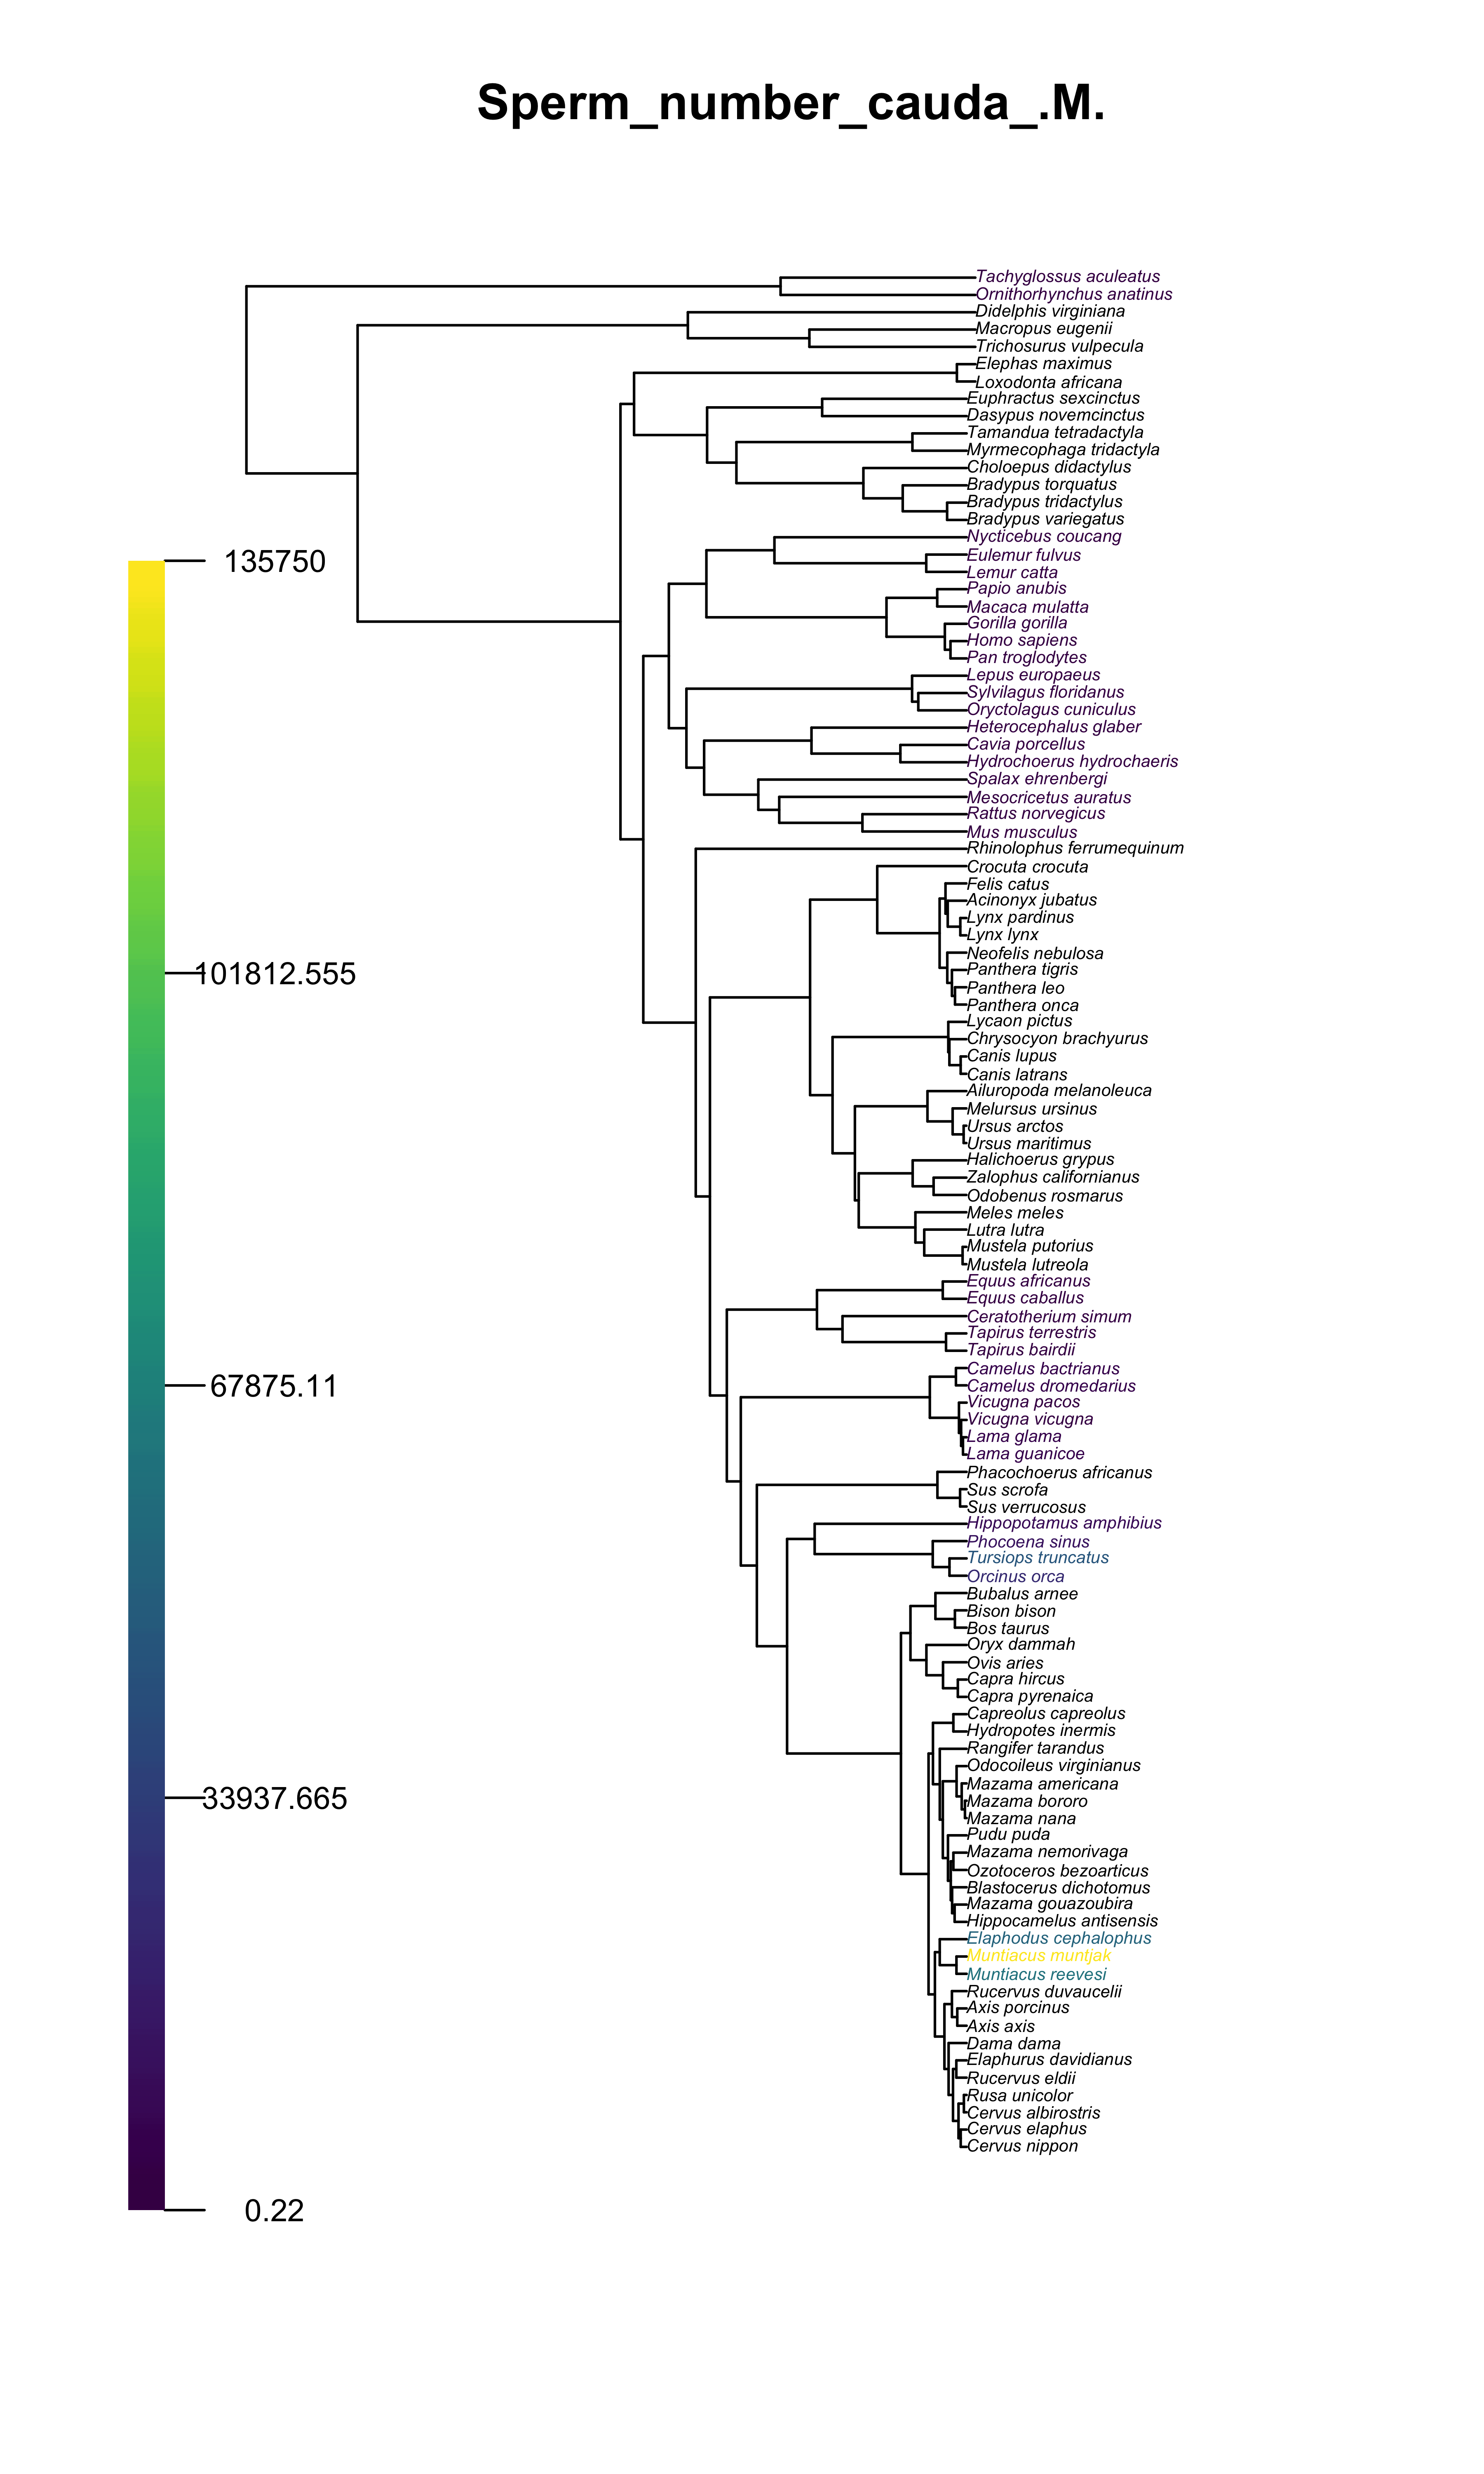 Sperm_number_cauda_.M.
Tachyglossus aculeatus
Ornithorhynchus anatinus
Didelphis virginiana
Macropus eugenii
Trichosurus vulpecula
Elephas maximus
Loxodonta africana
Euphractus sexcinctus
Dasypus novemcinctus
Tamandua tetradactyla
Myrmecophaga tridactyla
Choloepus didactylus
Bradypus torquatus
Bradypus tridactylus
Bradypus variegatus
Nycticebus coucang
Eulemur fulvus
Lemur catta
Papio anubis
Macaca mulatta
Gorilla gorilla
Homo sapiens
Pan troglodytes
Lepus europaeus
Sylvilagus floridanus
Oryctolagus cuniculus
Heterocephalus glaber
Cavia porcellus
Hydrochoerus hydrochaeris
Spalax ehrenbergi
Mesocricetus auratus
Rattus norvegicus
Mus musculus
Rhinolophus ferrumequinum
Crocuta crocuta
Felis catus
Acinonyx jubatus
Lynx pardinus
Lynx lynx
Neofelis nebulosa
Panthera tigris
Panthera leo
Panthera onca
Lycaon pictus
Chrysocyon brachyurus
Canis lupus
Canis latrans
Ailuropoda melanoleuca
Melursus ursinus
Ursus arctos
Ursus maritimus
Halichoerus grypus
Zalophus californianus
Odobenus rosmarus
Meles meles
Lutra lutra
Mustela putorius
Mustela lutreola
Equus africanus
Equus caballus
Ceratotherium simum
Tapirus terrestris
Tapirus bairdii
Camelus bactrianus
Camelus dromedarius
Vicugna pacos
Vicugna vicugna
Lama glama
Lama guanicoe
Phacochoerus africanus
Sus scrofa
Sus verrucosus
Hippopotamus amphibius
Phocoena sinus
Tursiops truncatus
Orcinus orca
Bubalus arnee
Bison bison
Bos taurus
Oryx dammah
Ovis aries
Capra hircus
Capra pyrenaica
Capreolus capreolus
Hydropotes inermis
Rangifer tarandus
Odocoileus virginianus
Mazama americana
Mazama bororo
Mazama nana
Pudu puda
Mazama nemorivaga
Ozotoceros bezoarticus
Blastocerus dichotomus
Mazama gouazoubira
Hippocamelus antisensis
Elaphodus cephalophus
Muntiacus muntjak
Muntiacus reevesi
Rucervus duvaucelii
Axis porcinus
Axis axis
Dama dama
Elaphurus davidianus
Rucervus eldii
Rusa unicolor
Cervus albirostris
Cervus elaphus
Cervus nippon
135750
101812.555
67875.11
33937.665
0.22